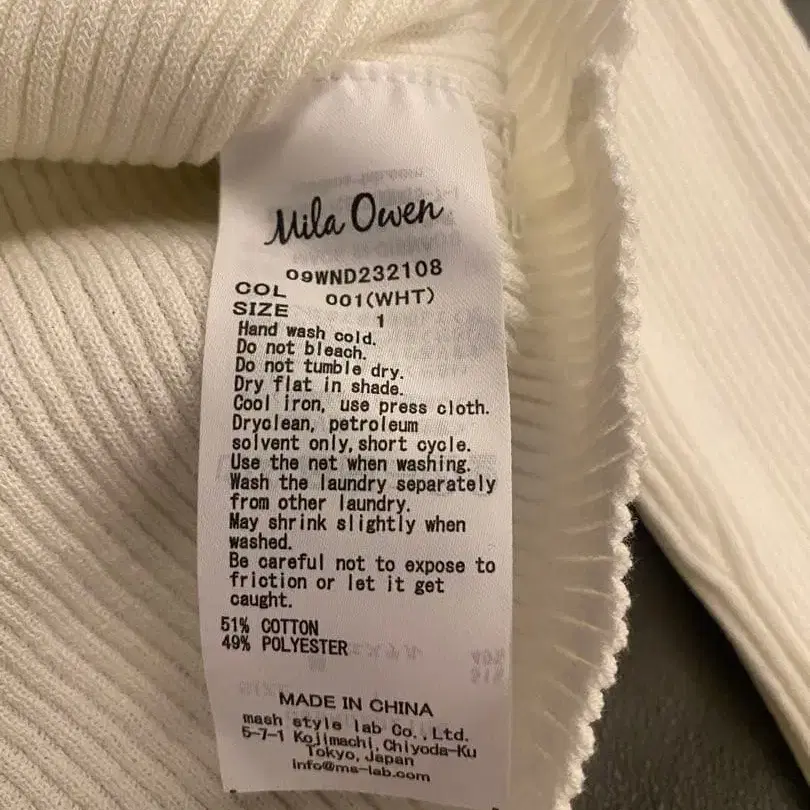 Mila Owen
09WND232108
COL 001(WHT)
SIZE 1
Hand wash cold.
Do not bleach.
Do not tumble dry.
Dry flat in shade.
Cool iron, use press cloth.
Dryclean, petroleum
solvent only, short cycle.
Use the net when washing.
Wash the laundry separately
from other laundry.
May shrink slightly when
washed.
Be careful not to expose to
friction or let it get
caught.
51% COTTON
49% POLYESTER
MADE IN CHINA
mash style lab Co., Ltd.
5-7-1 Kojimachi, Chiyoda-Ku
Tokyo, Japan
Info@ms-lab.com